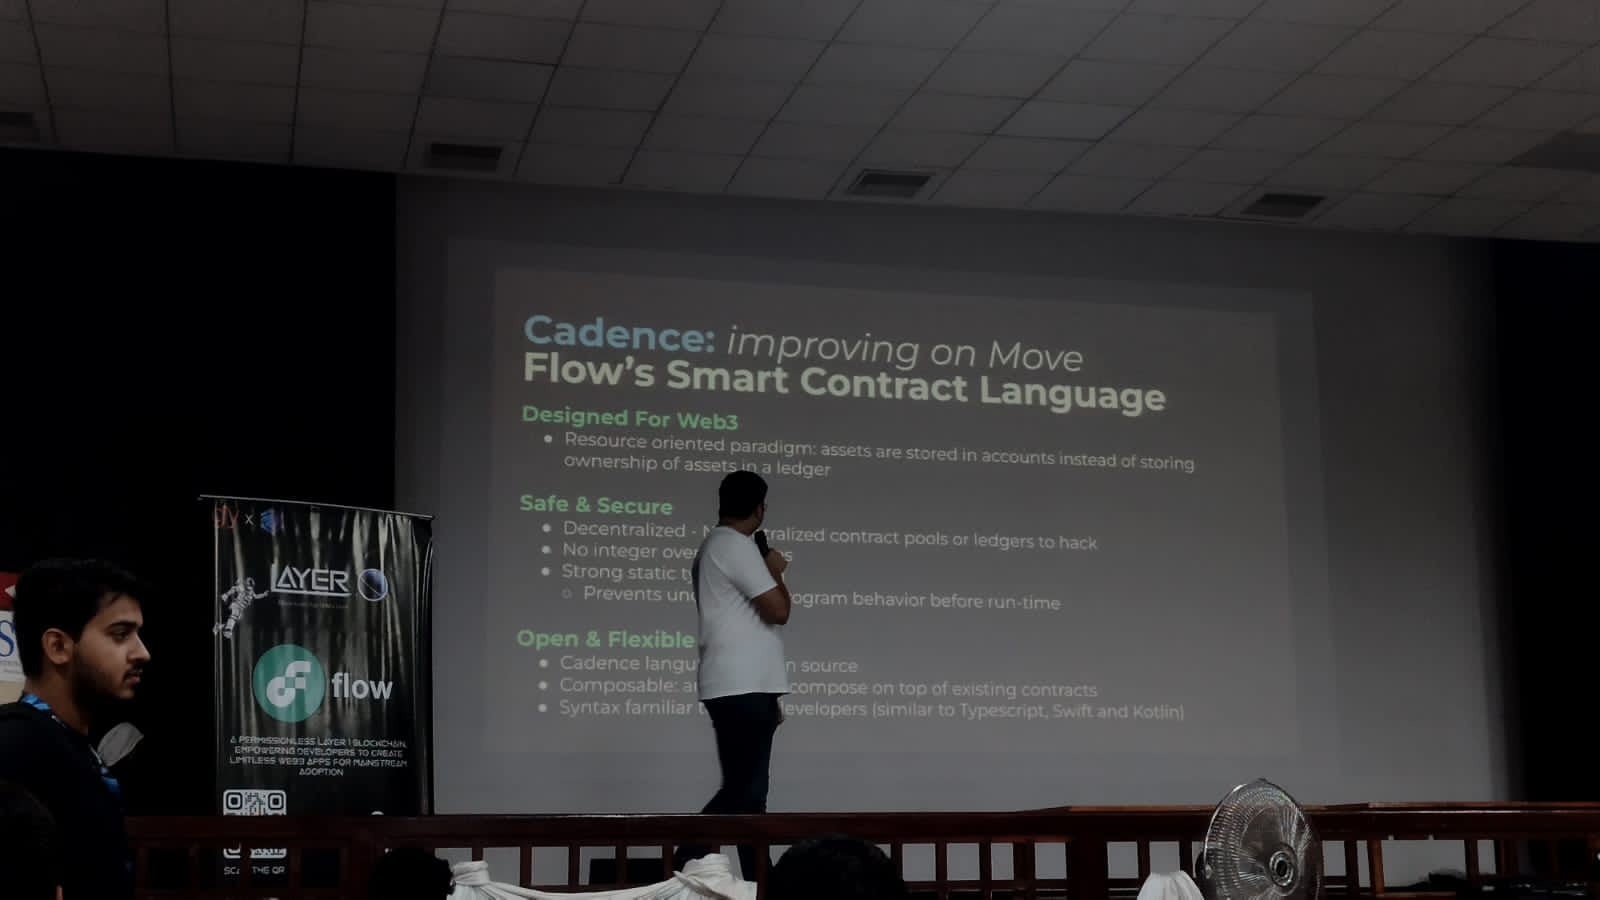 Cadence: improving on Move
Flow's Smart Contract Language
Designed For Web3
Resource oriented paradigm: assets are stored in accounts instead of storing
ownership of assets in a ledger
Safe & Secure
Decentralized - contract pools or ledgers to hack
No integer
Strong static
Prevents behavior before run-time
Open & Flexible
Cadence source
Composable: compose on top of existing contracts
Syntax familiar (similar to Typescript, Swift and Kotlin)
x
LAYER
flow
A PERMISSIONLESS LAYER 1 BLOCKCHAIN,
EMPOWERING DEVELOPERS TO CREATE
LIMITLESS WEB3 APPS FOR MAINSTREAM
ADOPTION
THE QR
S